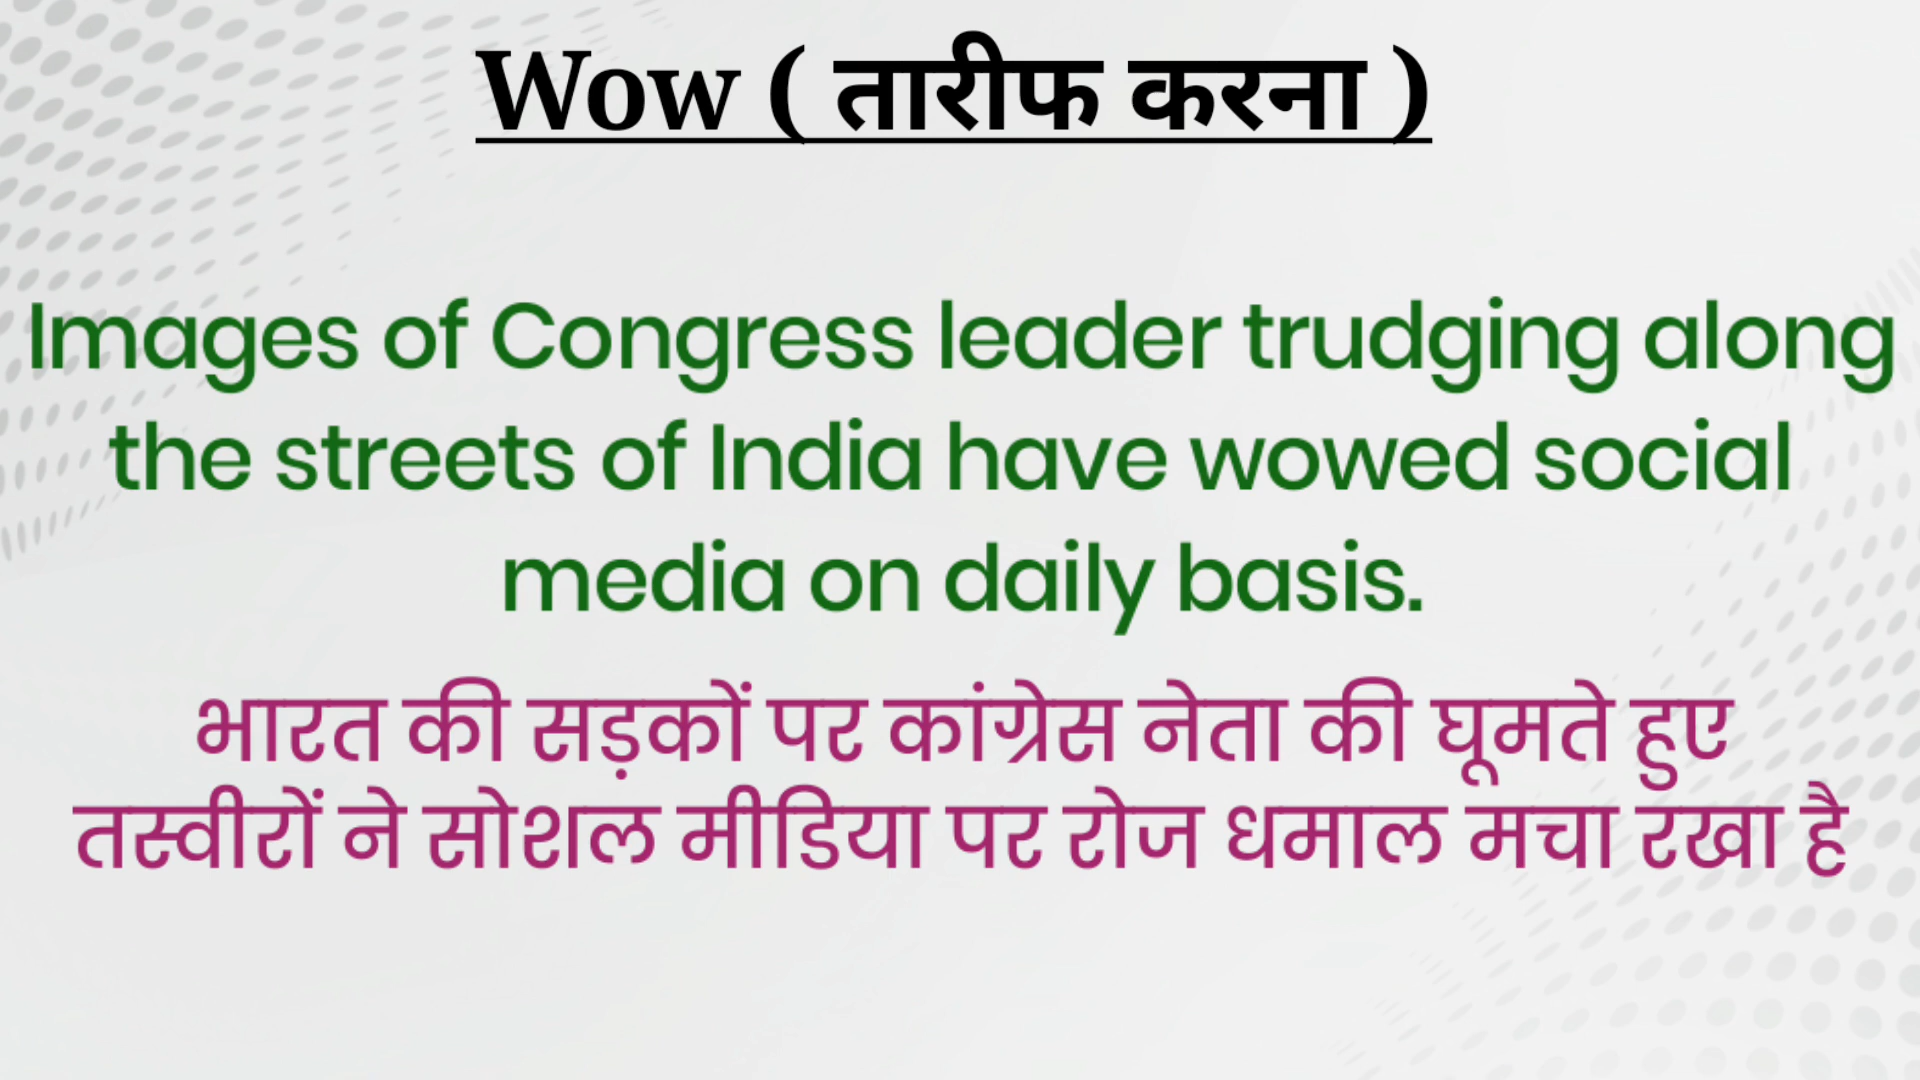 Wow ( तारीफ करना )
Images of Congress leader trudging along
the streets of India have wowed social
media on daily basis.
भारत की सड़कों पर कांग्रेस नेता की घूमते हुए
तस्वीरों ने सोशल मीडिया पर रोज धमाल मचा रखा है